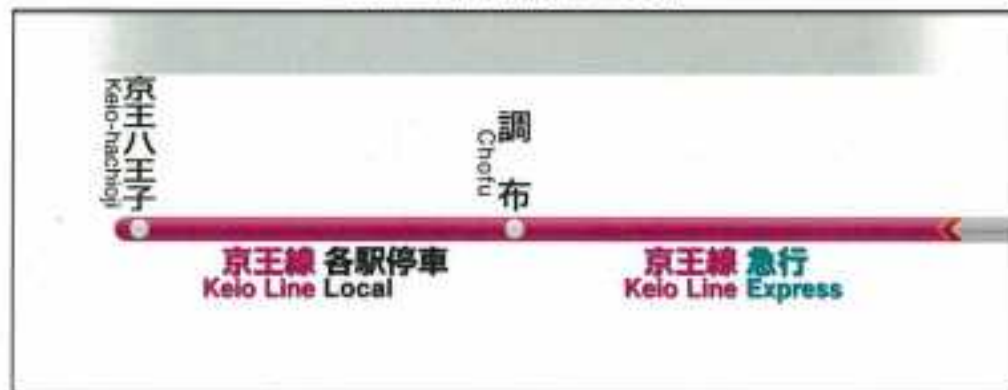 京王八王子
Keio-hachioji
調布
Chofu
京王線 各駅停車
Keio Line Local
京王線 急行
Keio Line Express